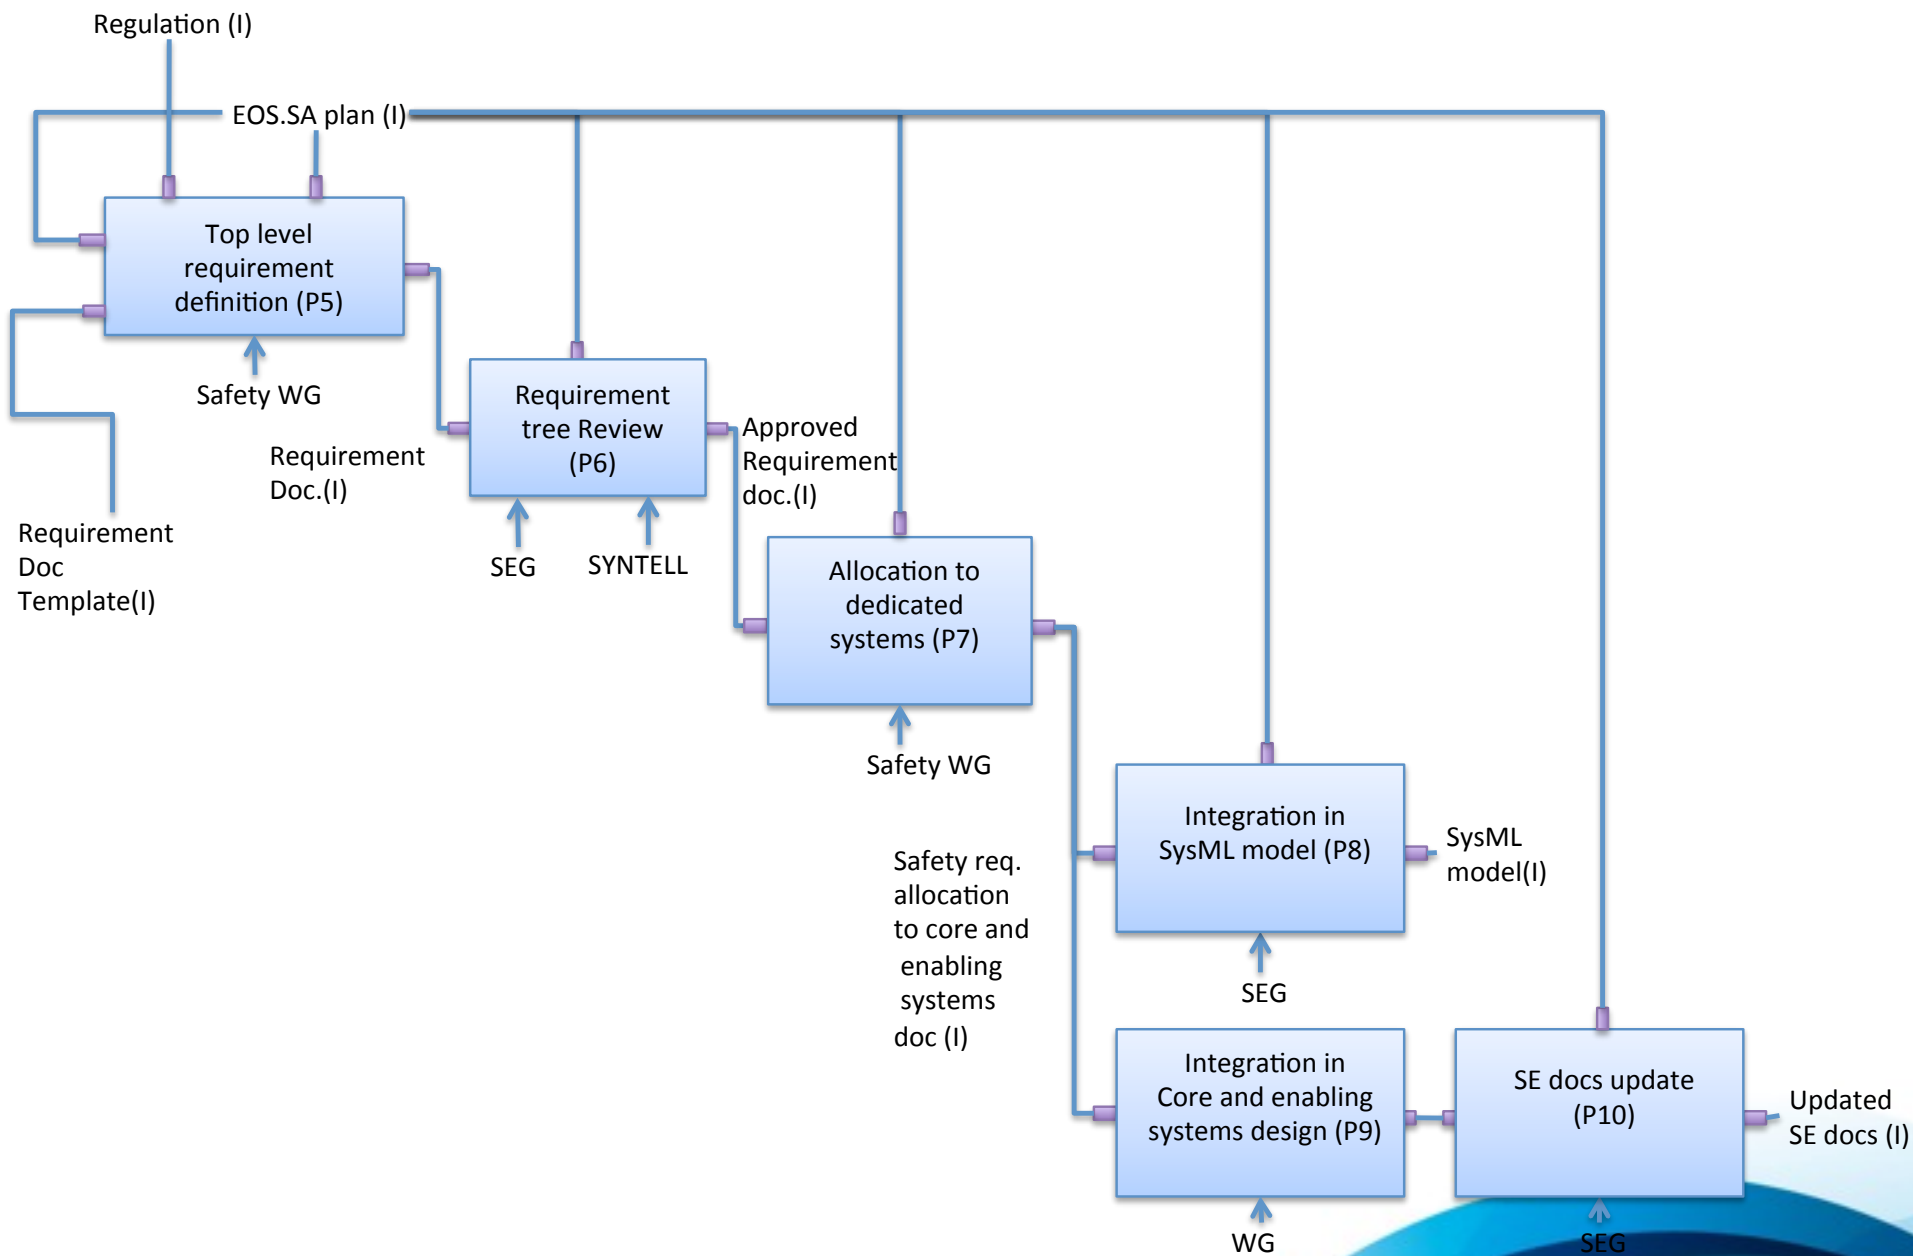 Regulation (I)
EOS.SA plan (I)
Top level
requirement
definition (P5)
Safety WG
Requirement
Doc.(I)
Requirement
Doc
Template(I)
Requirement
tree Review
(P6)
SEG
SYNTELL
Approved
Requirement
doc.(I)
Allocation to
dedicated
systems (P7)
Safety WG
Safety req.
allocation
to core and
enabling
systems
doc (I)
Integration in
SysML model (P8)
SysML
model(I)
SEG
Integration in
Core and enabling
systems design (P9)
WG
SE docs update
(P10)
SEG
Updated
SE docs (I)